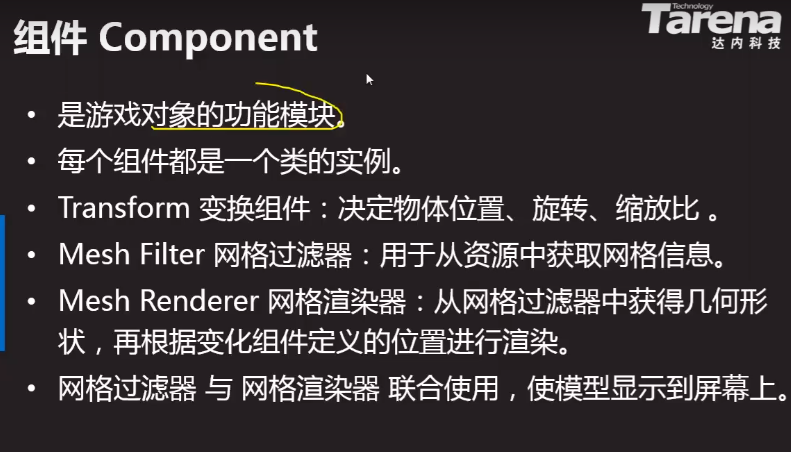 组件 Component
Technology
Tarena
达内科技
• 是游戏对象的功能模块。
• 每个组件都是一个类的实例。
• Transform 变换组件：决定物体位置、旋转、缩放比 。
• Mesh Filter 网格过滤器：用于从资源中获取网格信息。
• Mesh Renderer 网格渲染器：从网格过滤器中获得几何形
状，再根据变化组件定义的位置进行渲染。
• 网格过滤器 与 网格渲染器 联合使用，使模型显示到屏幕上。